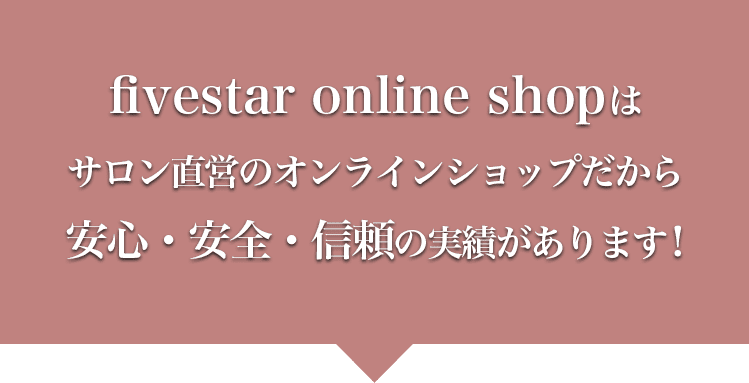 fivestar online shopは
サロン直営のオンラインショップだから
安心・安全・信頼の実績があります!